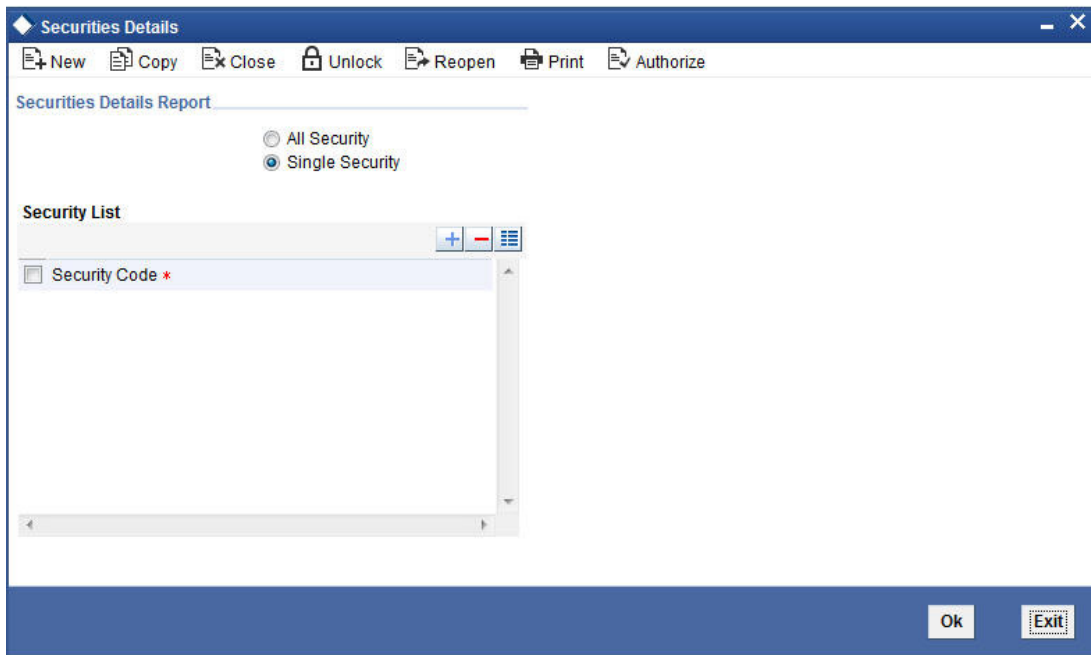 Securities Details
New Copy Close Unlock Reopen Print Authorize
Securities Details Report
All Security
Single Security
Security List
Security Code *
Ok Exit